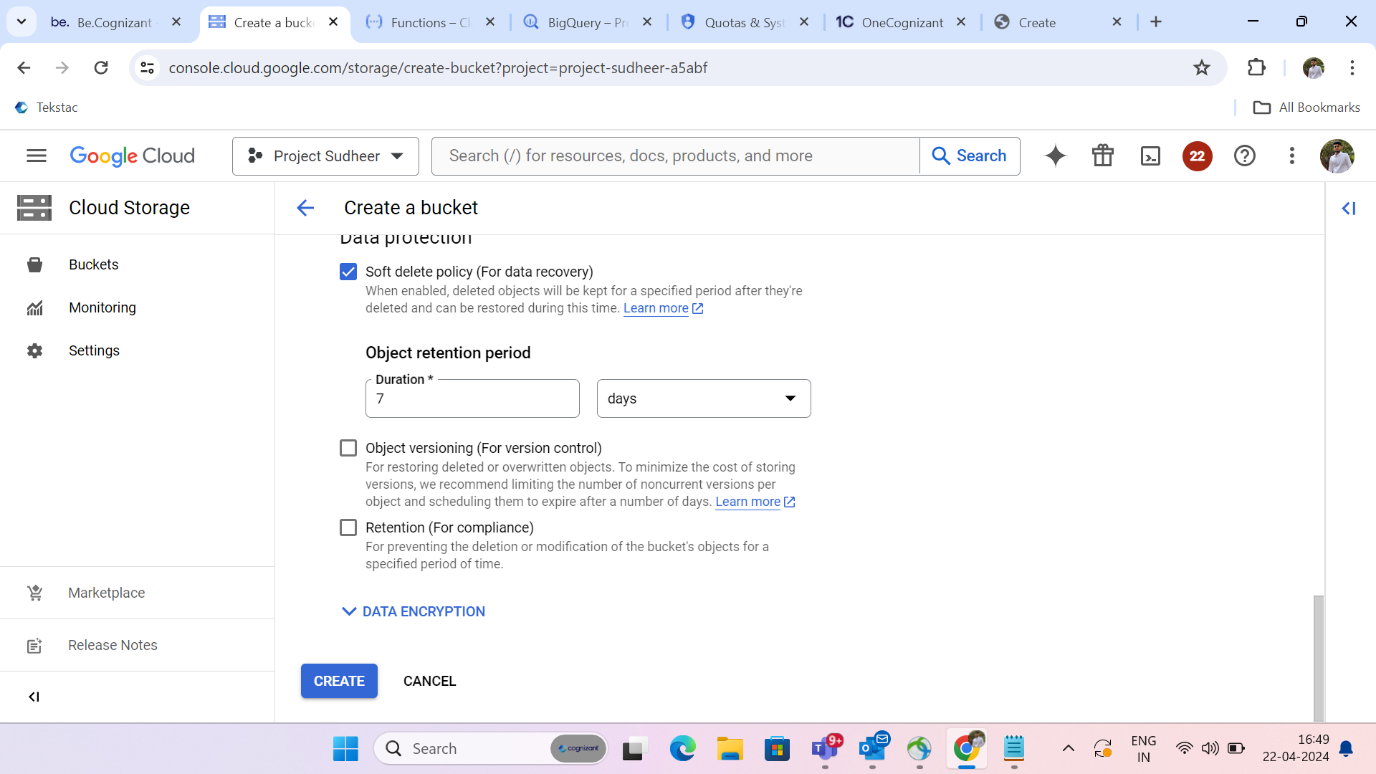 be. Be.Cognizant
Create a bucke
Functions – Cl
BigQuery – Pr
Quotas & Syst
1C OneCognizant
Create
console.cloud.google.com/storage/create-bucket?project=project-sudheer-a5abf
Tekstac
All Bookmarks
Google Cloud
Project Sudheer
Search (/) for resources, docs, products, and more
Search
22
Cloud Storage
Create a bucket
Buckets
Monitoring
Settings
Marketplace
Release Notes
Data protection
Soft delete policy (For data recovery)
When enabled, deleted objects will be kept for a specified period after they're
deleted and can be restored during this time. Learn more
Object retention period
Duration *
7
days
Object versioning (For version control)
For restoring deleted or overwritten objects. To minimize the cost of storing
versions, we recommend limiting the number of noncurrent versions per
object and scheduling them to expire after a number of days. Learn more
Retention (For compliance)
For preventing the deletion or modification of the bucket's objects for a
specified period of time.
DATA ENCRYPTION
CREATE
CANCEL
Search
cognizant
9+
ENG
IN
16:49
22-04-2024